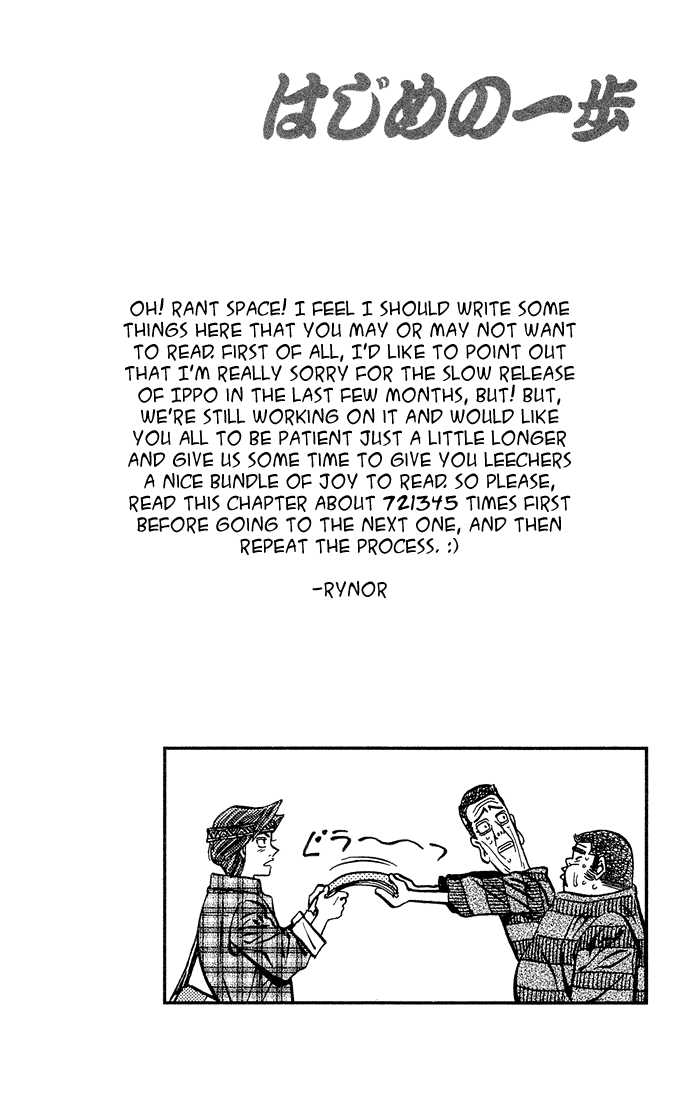 はじめの一歩
OH! RANT SPACE! I FEEL I SHOULD WRITE SOME
THINGS HERE THAT YOU MAY OR MAY NOT WANT
TO READ. FIRST OF ALL, I'D LIKE TO POINT OUT
THAT I'M REALLY SORRY FOR THE SLOW RELEASE
OF IPPO IN THE LAST FEW MONTHS, BUT! BUT,
WE'RE STILL WORKING ON IT AND WOULD LIKE
YOU ALL TO BE PATIENT JUST A LITTLE LONGER
AND GIVE US SOME TIME TO GIVE YOU LEECHERS
A NICE BUNDLE OF JOY TO READ. SO PLEASE,
READ THIS CHAPTER ABOUT 721345 TIMES FIRST
BEFORE GOING TO THE NEXT ONE, AND THEN
REPEAT THE PROCESS. :)
-RYNOR